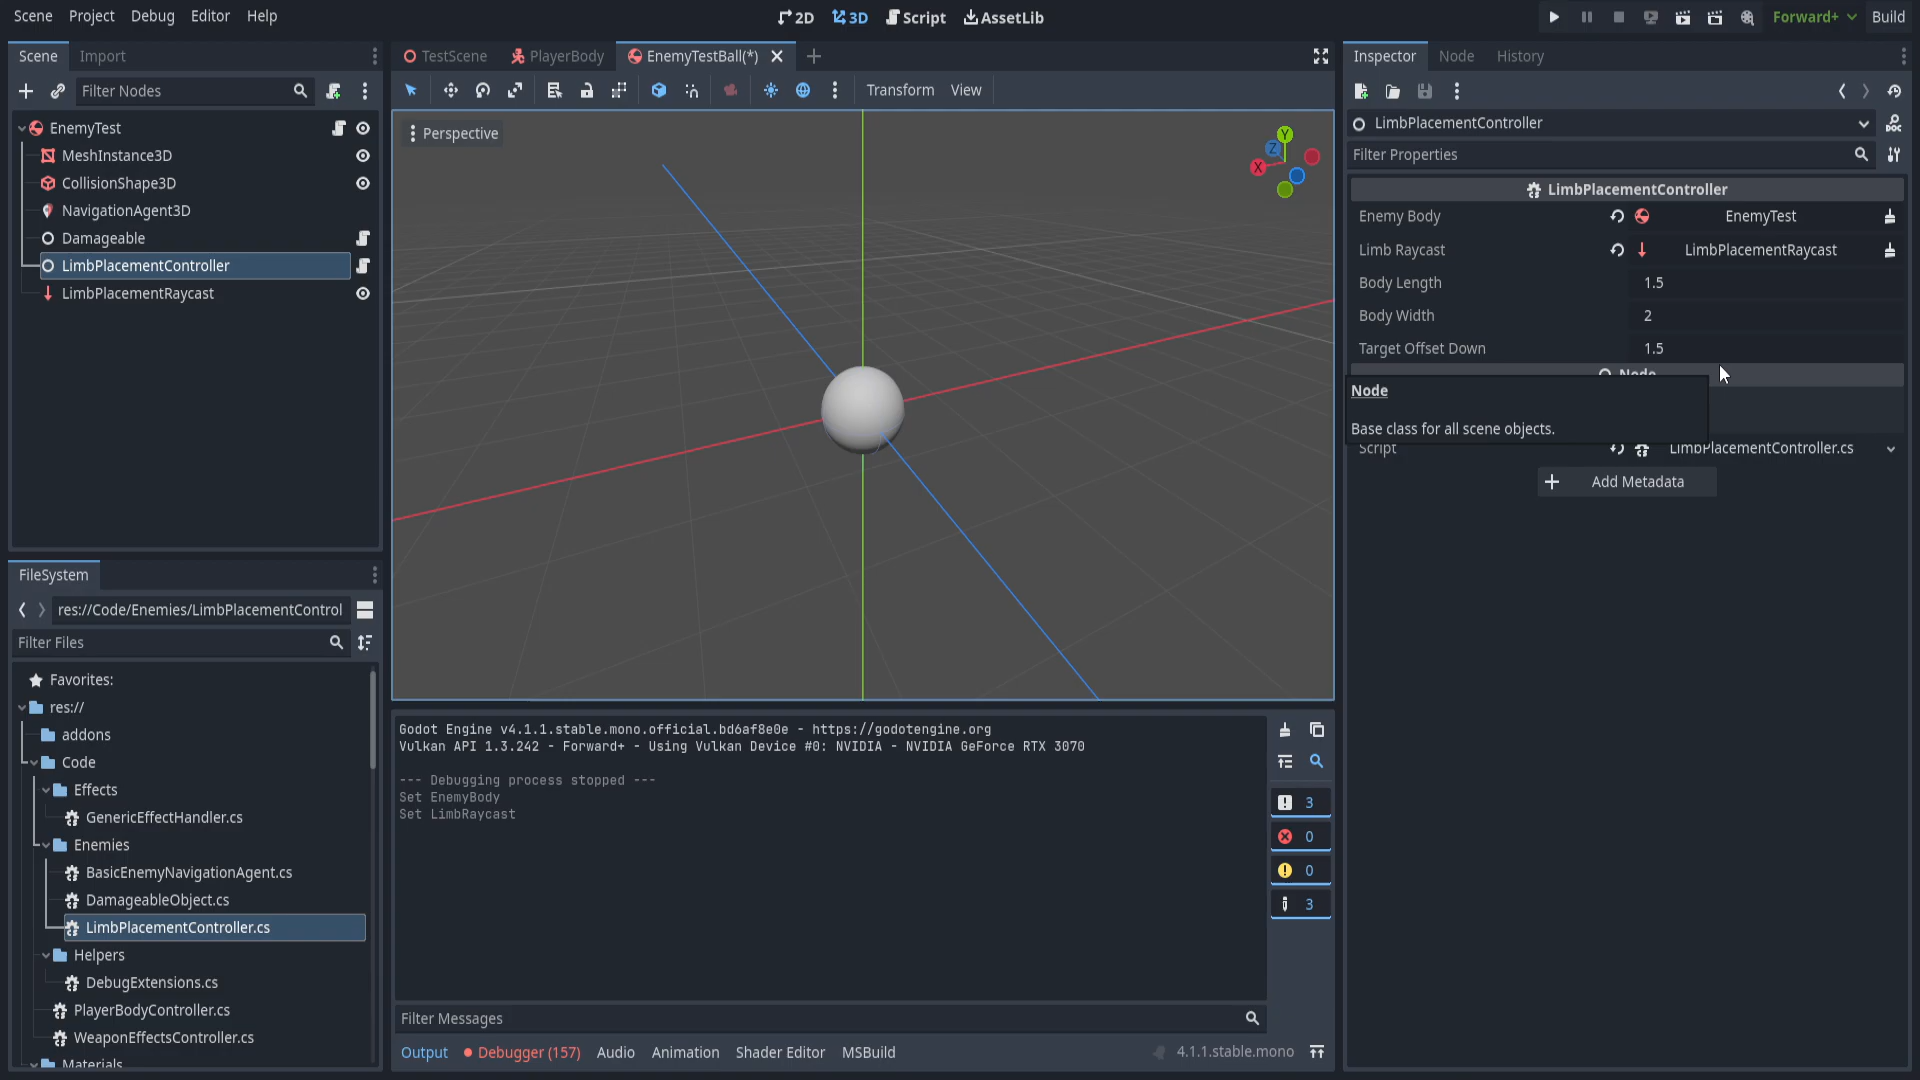 Scene Project Debug Editor Help
2D 3D Script AssetLib
Forward+ Build
Scene Import
Filter Nodes
EnemyTest
MeshInstance3D
CollisionShape3D
NavigationAgent3D
Damageable
LimbPlacementController
LimbPlacementRaycast
FileSystem
res://Code/Enemies/LimbPlacementControl
Filter Files
Favorites:
res://
addons
Code
Effects
GenericEffectHandler.cs
Enemies
BasicEnemyNavigationAgent.cs
DamageableObject.cs
LimbPlacementController.cs
Helpers
DebugExtensions.cs
PlayerBodyController.cs
WeaponEffectsController.cs
Materials
TestScene PlayerBody EnemyTestBall(*)
Transform View
Perspective
Y
Z
X
Godot Engine v4.1.1.stable.mono.official.bd6af8e0e - https://godotengine.org
Vulkan API 1.3.242 - Forward+ - Using Vulkan Device #0: NVIDIA - NVIDIA GeForce RTX 3070
--- Debugging process stopped ---
Set EnemyBody
Set LimbRaycast
3
0
0
3
Filter Messages
Output Debugger (157) Audio Animation Shader Editor MSBuild 4.1.1.stable.mono
Inspector Node History
LimbPlacementController
DOC
Filter Properties
LimbPlacementController
Enemy Body EnemyTest
Limb Raycast LimbPlacementRaycast
Body Length 1.5
Body Width 2
Target Offset Down 1.5
Node
Node
Base class for all scene objects.
Script LimbPlacementController.cs
Add Metadata